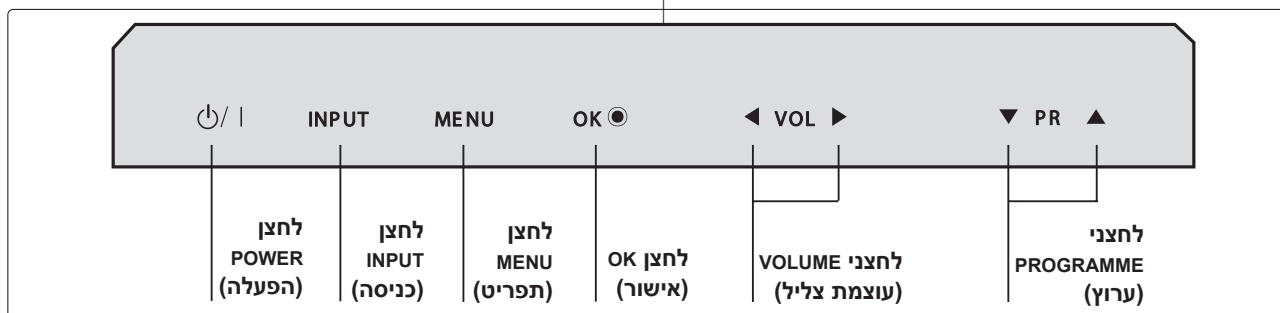 ⏻/ I INPUT MENU OK◉ ◀ VOL ▶ ▼ PR ▲
לחצן
POWER
(הפעלה)
לחצן
INPUT
(כניסה)
לחצן
MENU
(תפריט)
לחצן OK
(אישור)
לחצני VOLUME
(עוצמת צליל)
לחצני
PROGRAMME
(ערוץ)